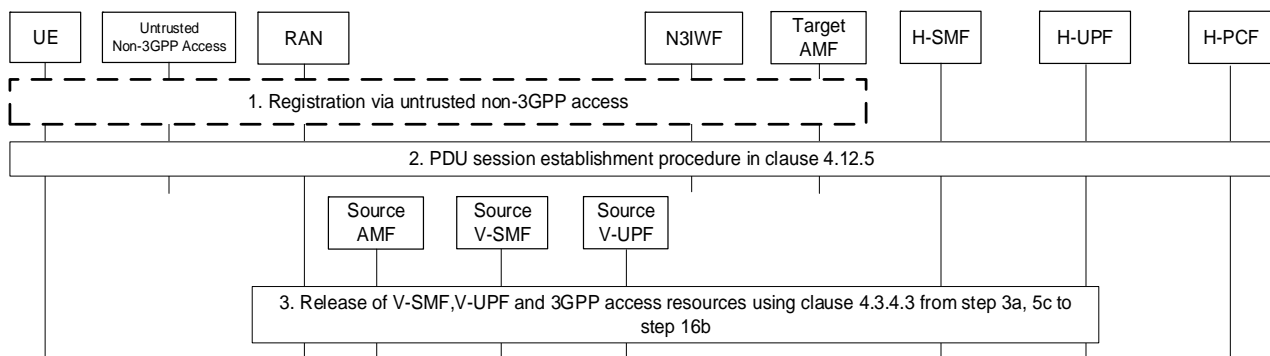 UE
Untrusted
Non-3GPP Access
RAN
N3IWF
Target
AMF
H-SMF
H-UPF
H-PCF
1. Registration via untrusted non-3GPP access
2. PDU session establishment procedure in clause 4.12.5
Source
AMF
Source
V-SMF
Source
V-UPF
3. Release of V-SMF,V-UPF and 3GPP access resources using clause 4.3.4.3 from step 3a, 5c to
step 16b